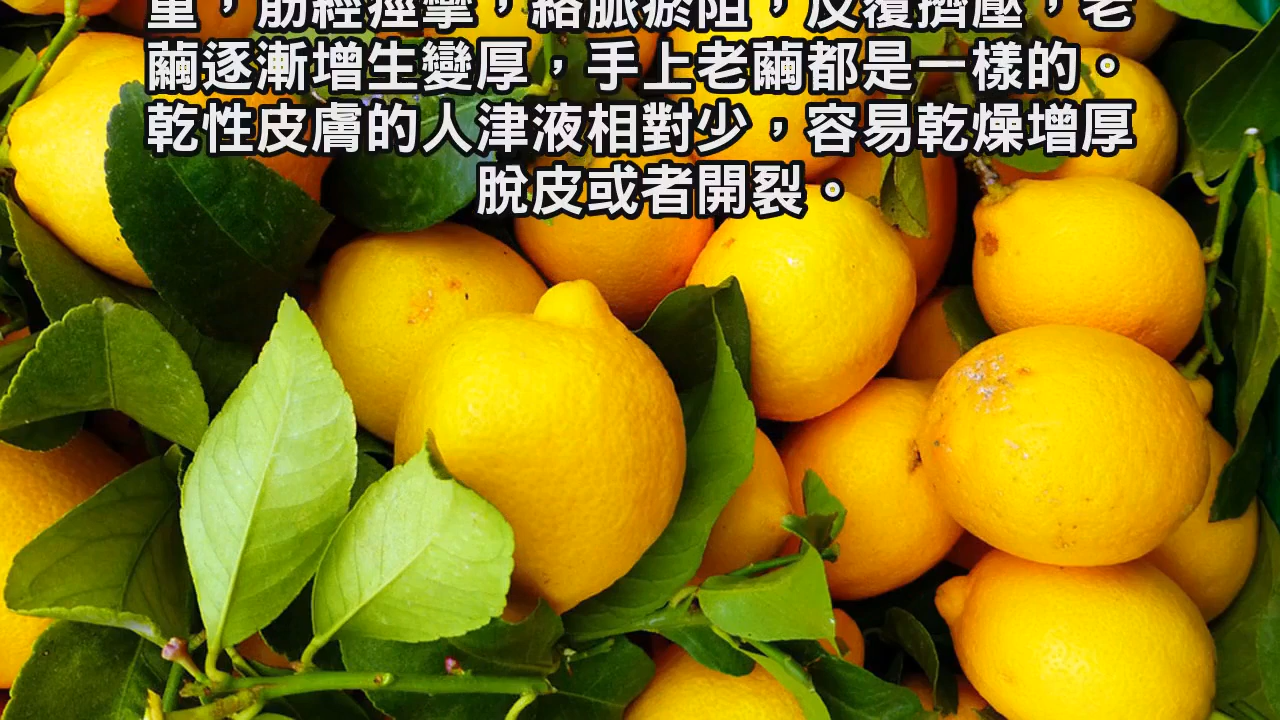 重，筋經痙攣，絡脈瘀阻，反覆擠壓，老
繭逐漸增生變厚，手上老繭都是一樣的。
乾性皮膚的人津液相對少，容易乾燥增厚
脫皮或者開裂。